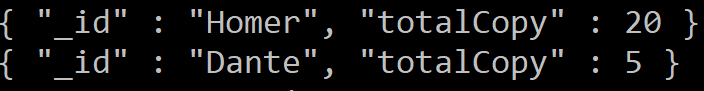 { "_id" : "Homer", "totalCopy" : 20 }
{ "_id" : "Dante", "totalCopy" : 5 }